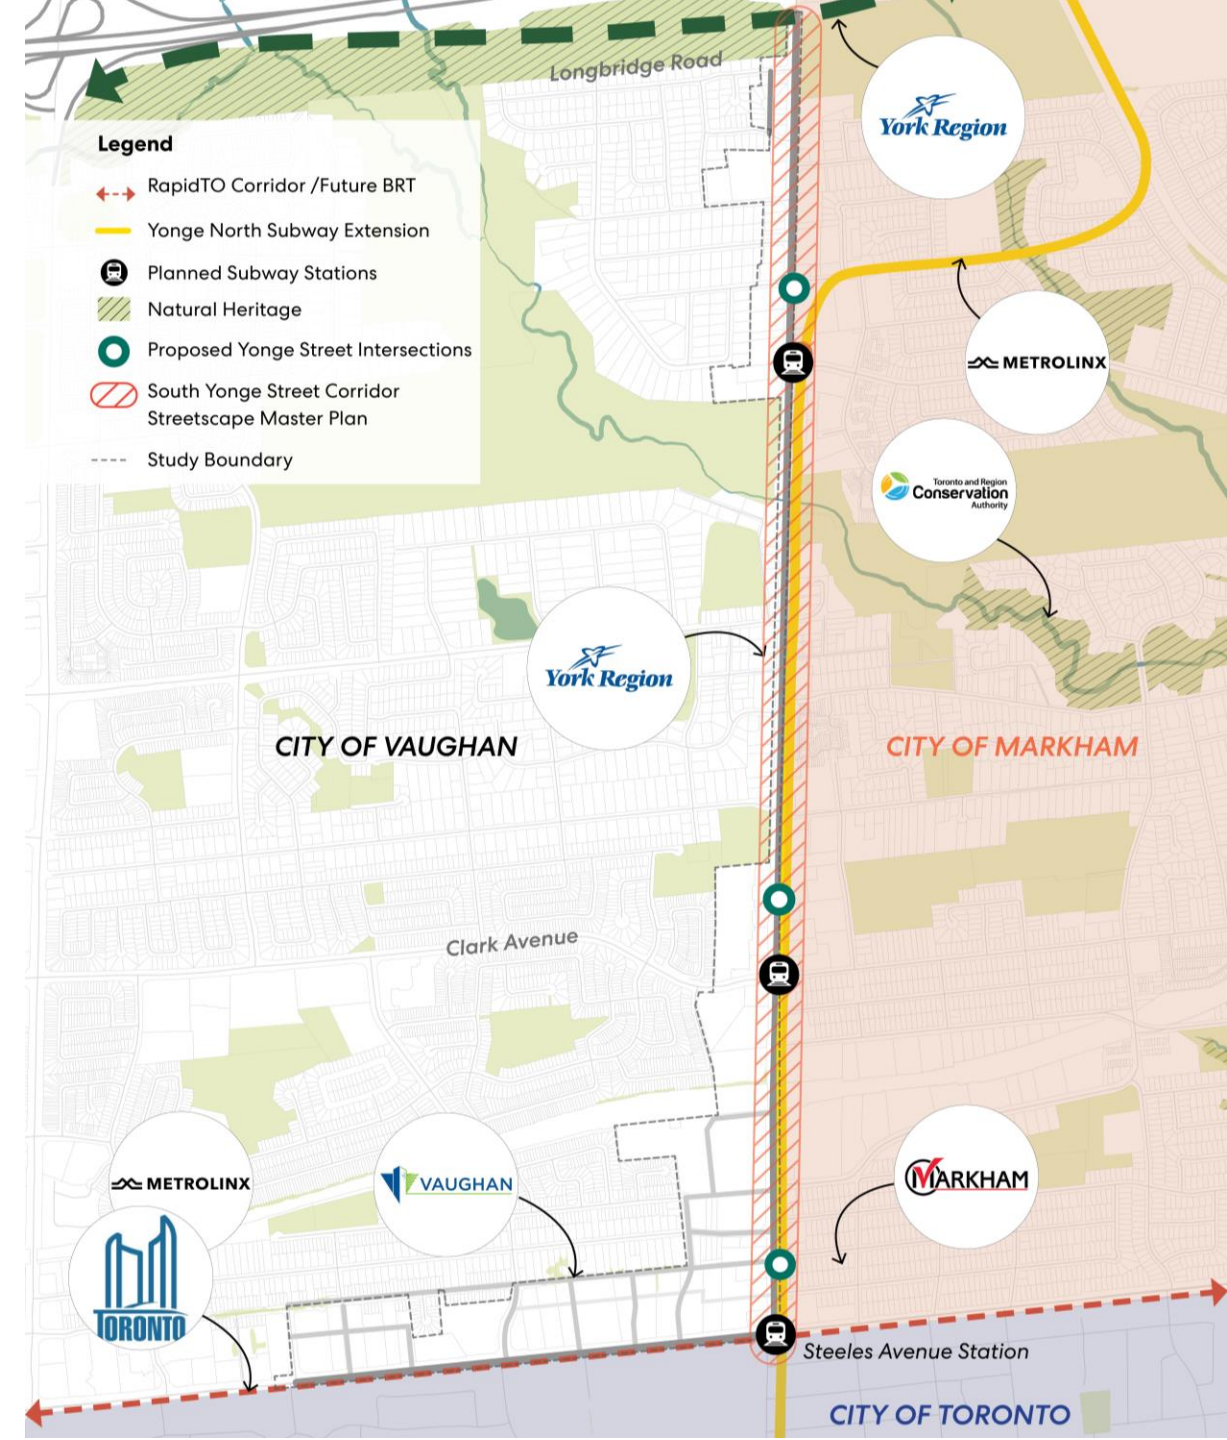 Longbridge Road
York Region
Legend
RapidTO Corridor /Future BRT
Yonge North Subway Extension
Planned Subway Stations
Natural Heritage
Proposed Yonge Street Intersections
South Yonge Street Corridor
Streetscape Master Plan
Study Boundary
METROLINX
Toronto and Region
Conservation
Authority
York Region
CITY OF VAUGHAN
CITY OF MARKHAM
Clark Avenue
METROLINX
VAUGHAN
MARKHAM
TORONTO
Steeles Avenue Station
CITY OF TORONTO